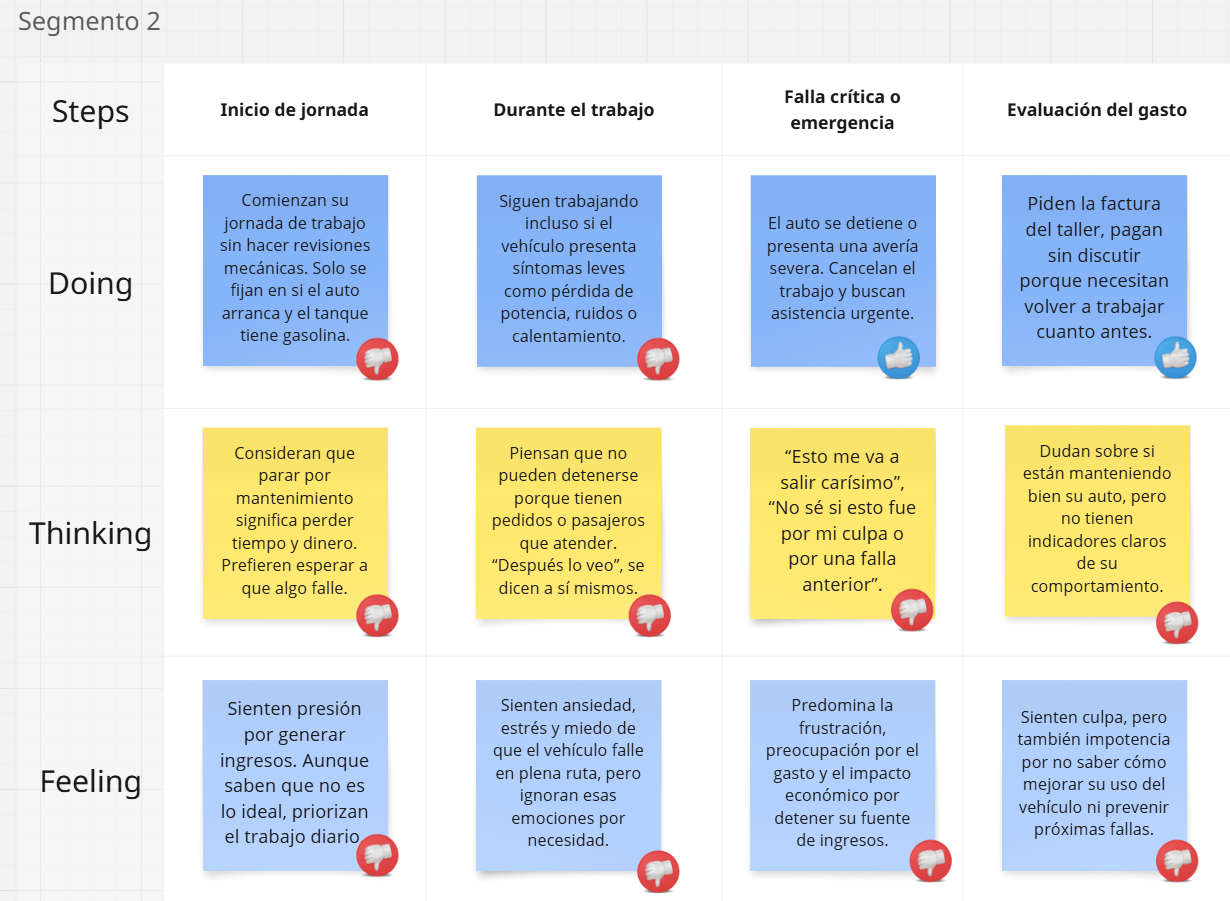 Segmento 2
Steps
Inicio de jornada
Durante el trabajo
Falla crítica o
emergencia
Evaluación del gasto
Doing
Comienzan su
jornada de trabajo
sin hacer revisiones
mecánicas. Solo se
fijan en si el auto
arranca y el tanque
tiene gasolina.
Siguen trabajando
incluso si el
vehículo presenta
síntomas leves
como pérdida de
potencia, ruidos o
calentamiento.
El auto se detiene o
presenta una avería
severa. Cancelan el
trabajo y buscan
asistencia urgente.
Piden la factura
del taller, pagan
sin discutir
porque necesitan
volver a trabajar
cuanto antes.
Thinking
Consideran que
parar por
mantenimiento
significa perder
tiempo y dinero.
Prefieren esperar a
que algo falle.
Piensan que no
pueden detenerse
porque tienen
pedidos o pasajeros
que atender.
“Después lo veo”, se
dicen a sí mismos.
“Esto me va a
salir carísimo”,
“No sé si esto fue
por mi culpa o
por una falla
anterior”.
Dudan sobre si
están manteniendo
bien su auto, pero
no tienen
indicadores claros
de su
comportamiento.
Feeling
Sienten presión
por generar
ingresos. Aunque
saben que no es
lo ideal, priorizan
el trabajo diario.
Sienten ansiedad,
estrés y miedo de
que el vehículo falle
en plena ruta, pero
ignoran esas
emociones por
necesidad.
Predomina la
frustración,
preocupación por el
gasto y el impacto
económico por
detener su fuente
de ingresos.
Sienten culpa, pero
también impotencia
por no saber cómo
mejorar su uso del
vehículo ni prevenir
próximas fallas.